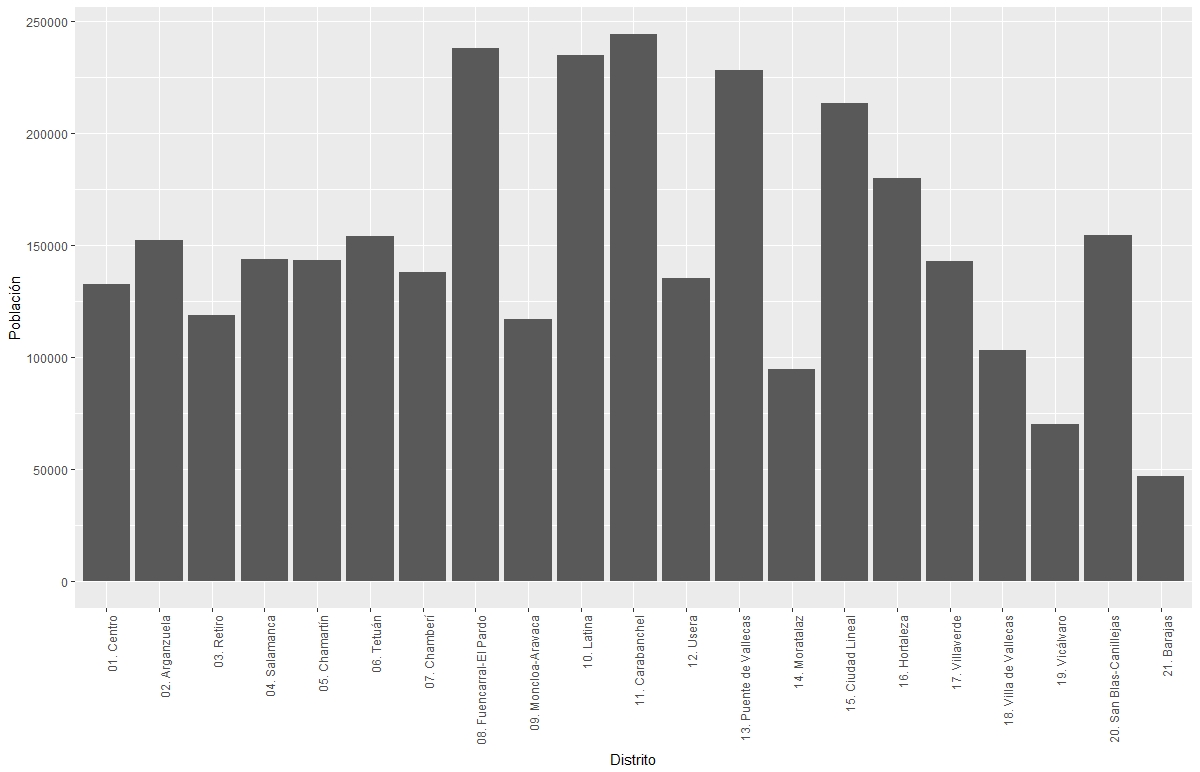 250000
200000
150000
100000
50000
0
Población
01. Centro
02. Arganzuela
03. Retiro
04. Salamanca
05. Chamartín
06. Tetuán
07. Chamberí
08. Fuencarral-El Pardo
09. Moncloa-Aravaca
10. Latina
11. Carabanchel
12. Usera
13. Puente de Vallecas
14. Moratalaz
15. Ciudad Lineal
16. Hortaleza
17. Villaverde
18. Villa de Vallecas
19. Vicálvaro
20. San Blas-Canillejas
21. Barajas
Distrito